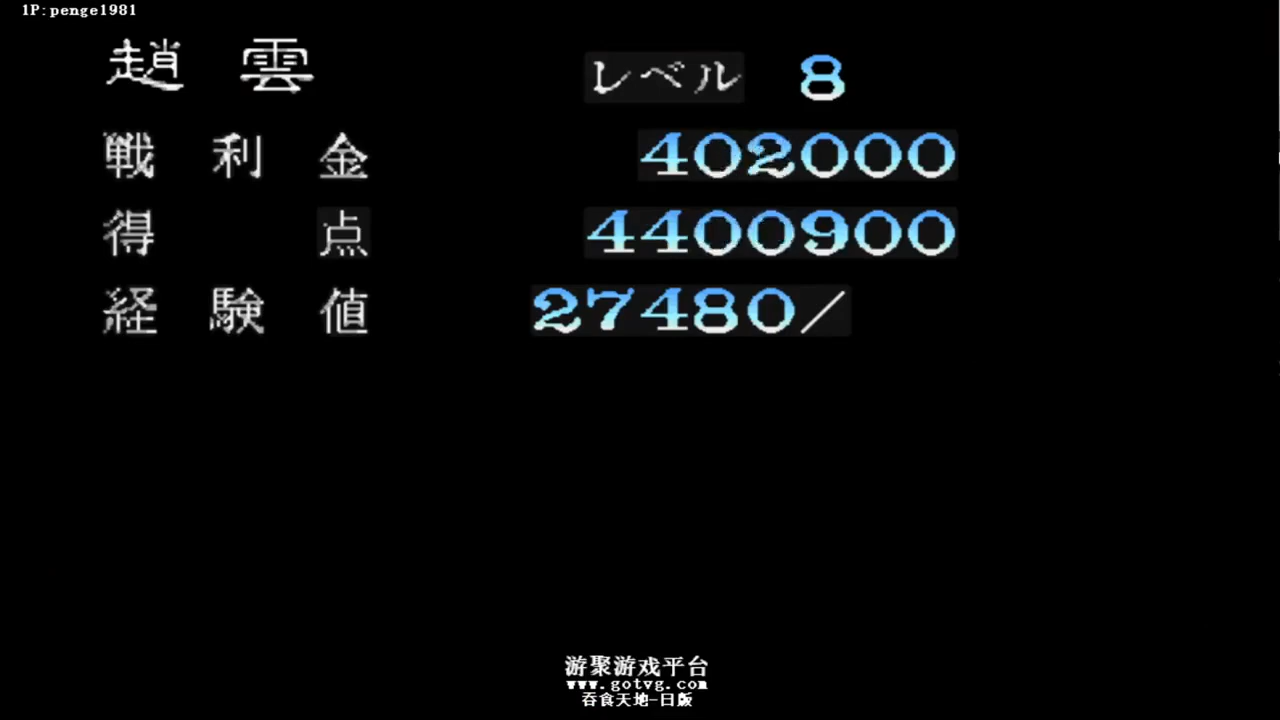 1P:penge1981
趙雲 レベル 8
戦利金 402000
得点 4400900
経験値 27480/
游聚游戏平台
www.gotvg.com
吞食天地-日版